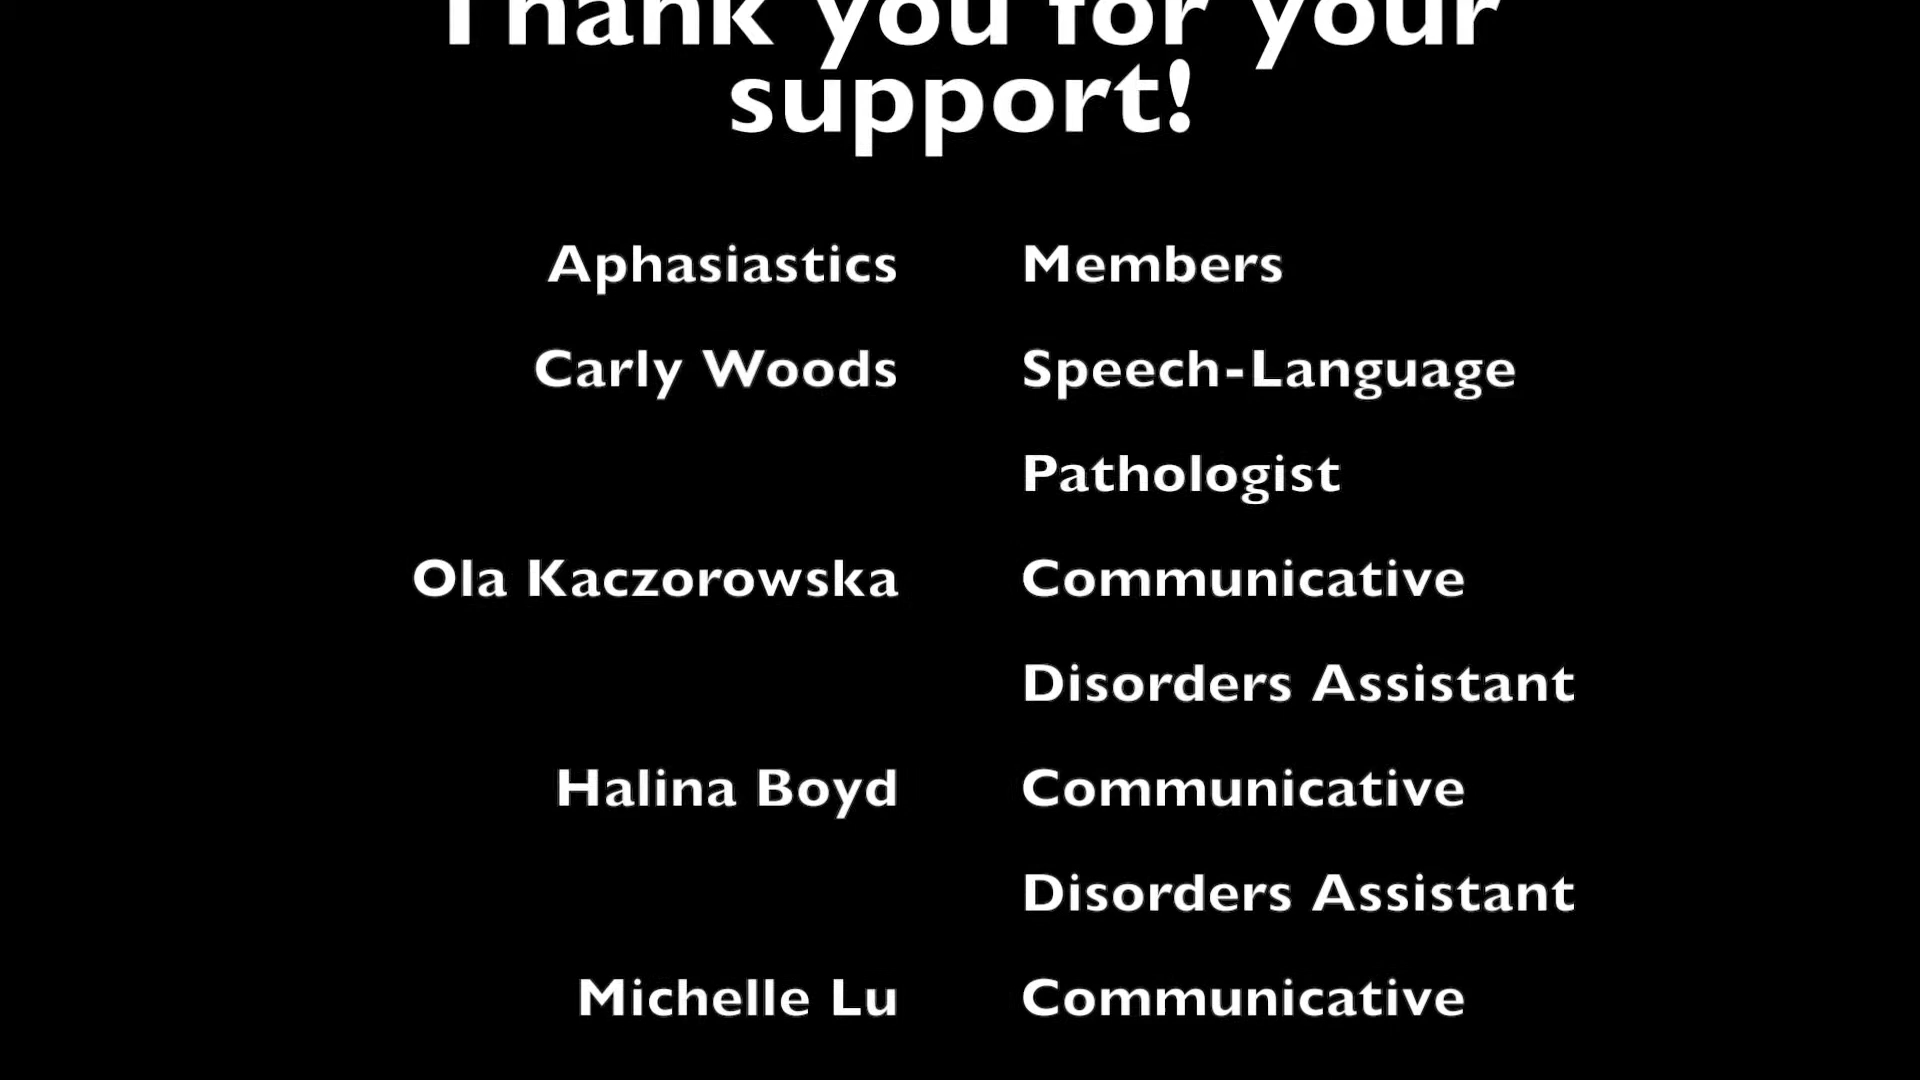 Thank you for your
support!
Aphasiastics Members
Carly Woods Speech-Language
Pathologist
Ola Kaczorowska Communicative
Disorders Assistant
Halina Boyd Communicative
Disorders Assistant
Michelle Lu Communicative